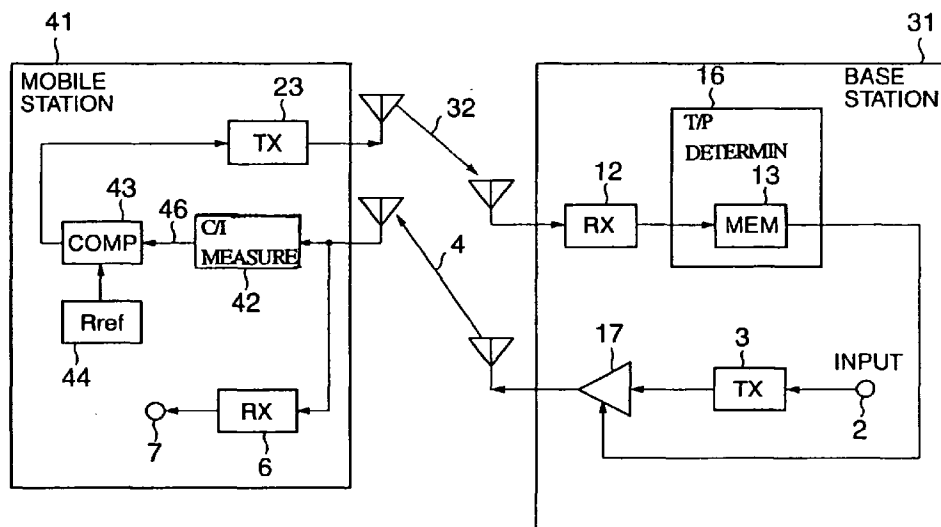 41
31
MOBILE
STATION
BASE
STATION
23
TX
32
16
T/P
DETERMIN
13
MEM
12
RX
43
COMP
46
C/I
MEASURE
42
4
Rref
44
17
3
TX
INPUT
2
RX
7
6